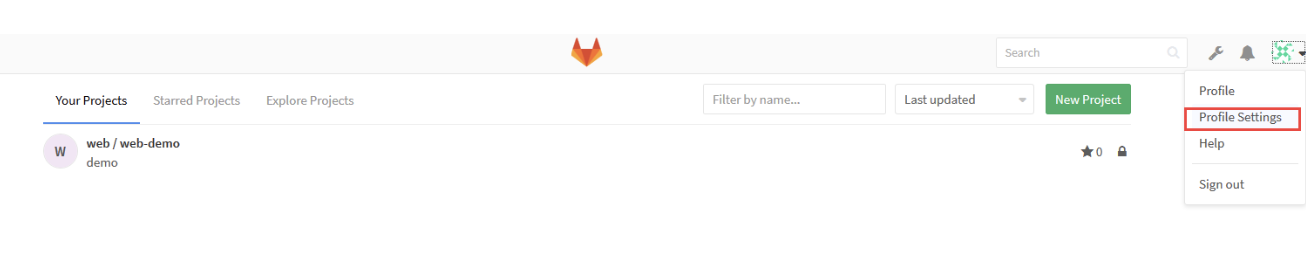 Search
Your Projects Starred Projects Explore Projects Filter by name... Last updated New Project
Profile
Profile Settings
Help
Sign out
W web / web-demo
demo
0